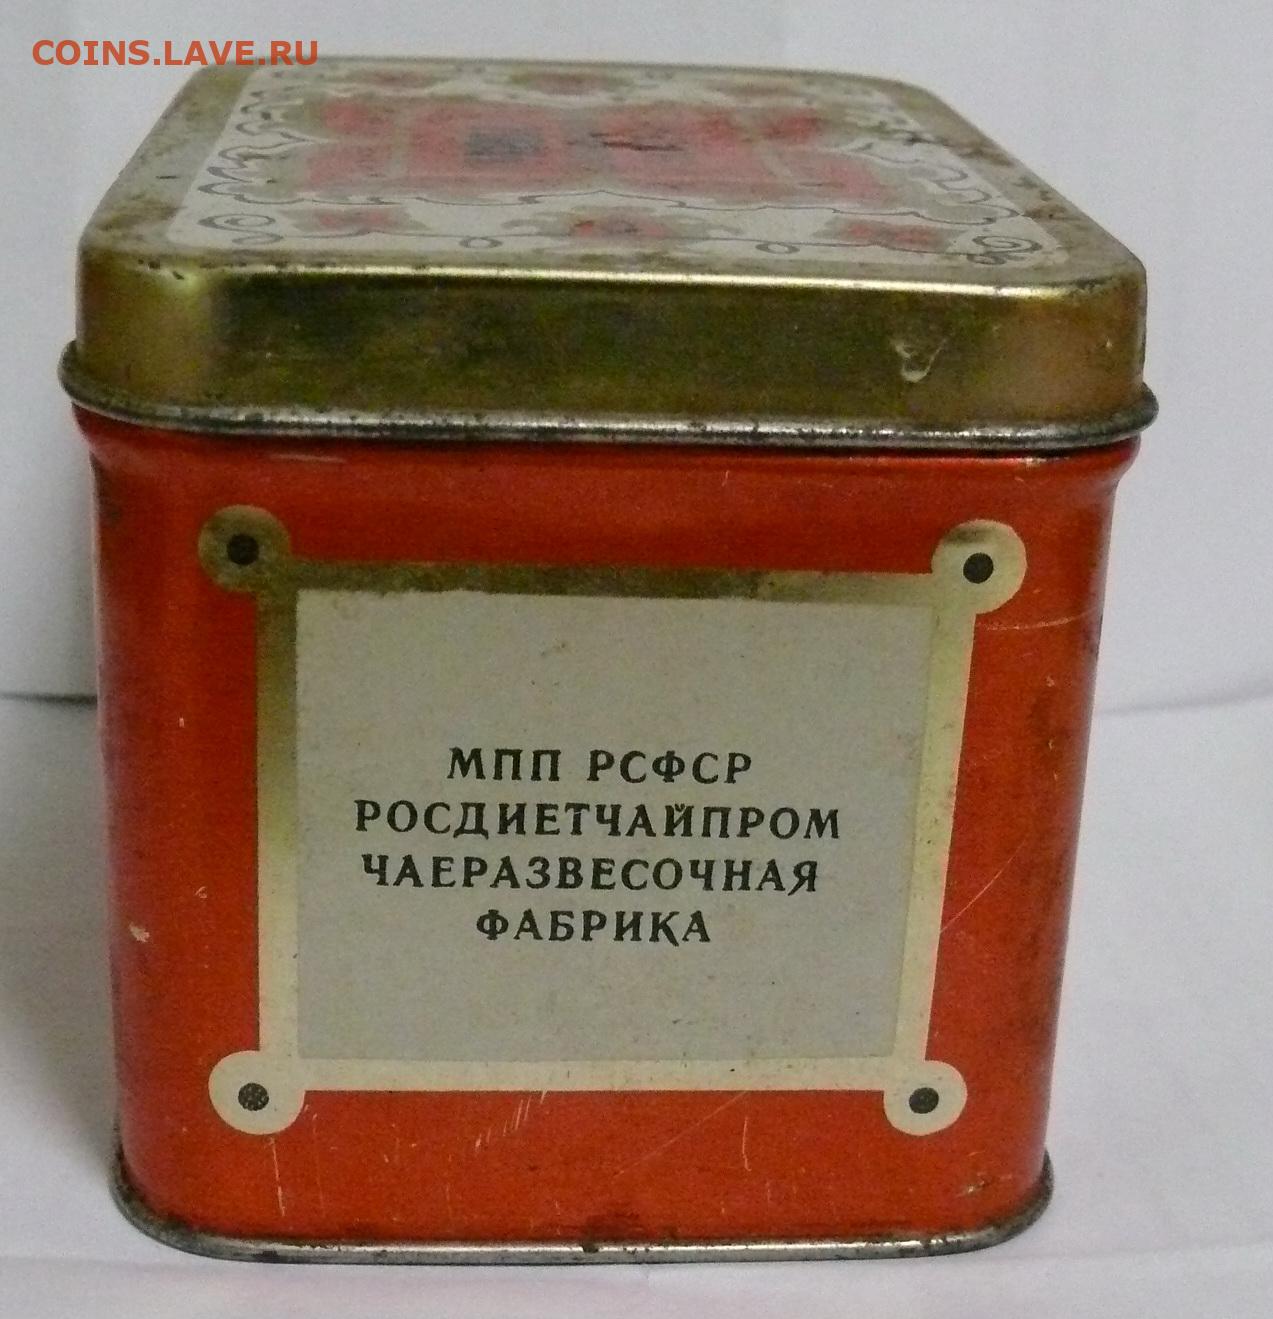 COINS.LAVE.RU
МПП РСФСР
РОСДИЕТЧАЙПРОМ
ЧАЕРАЗВЕСОЧНАЯ
ФАБРИКА